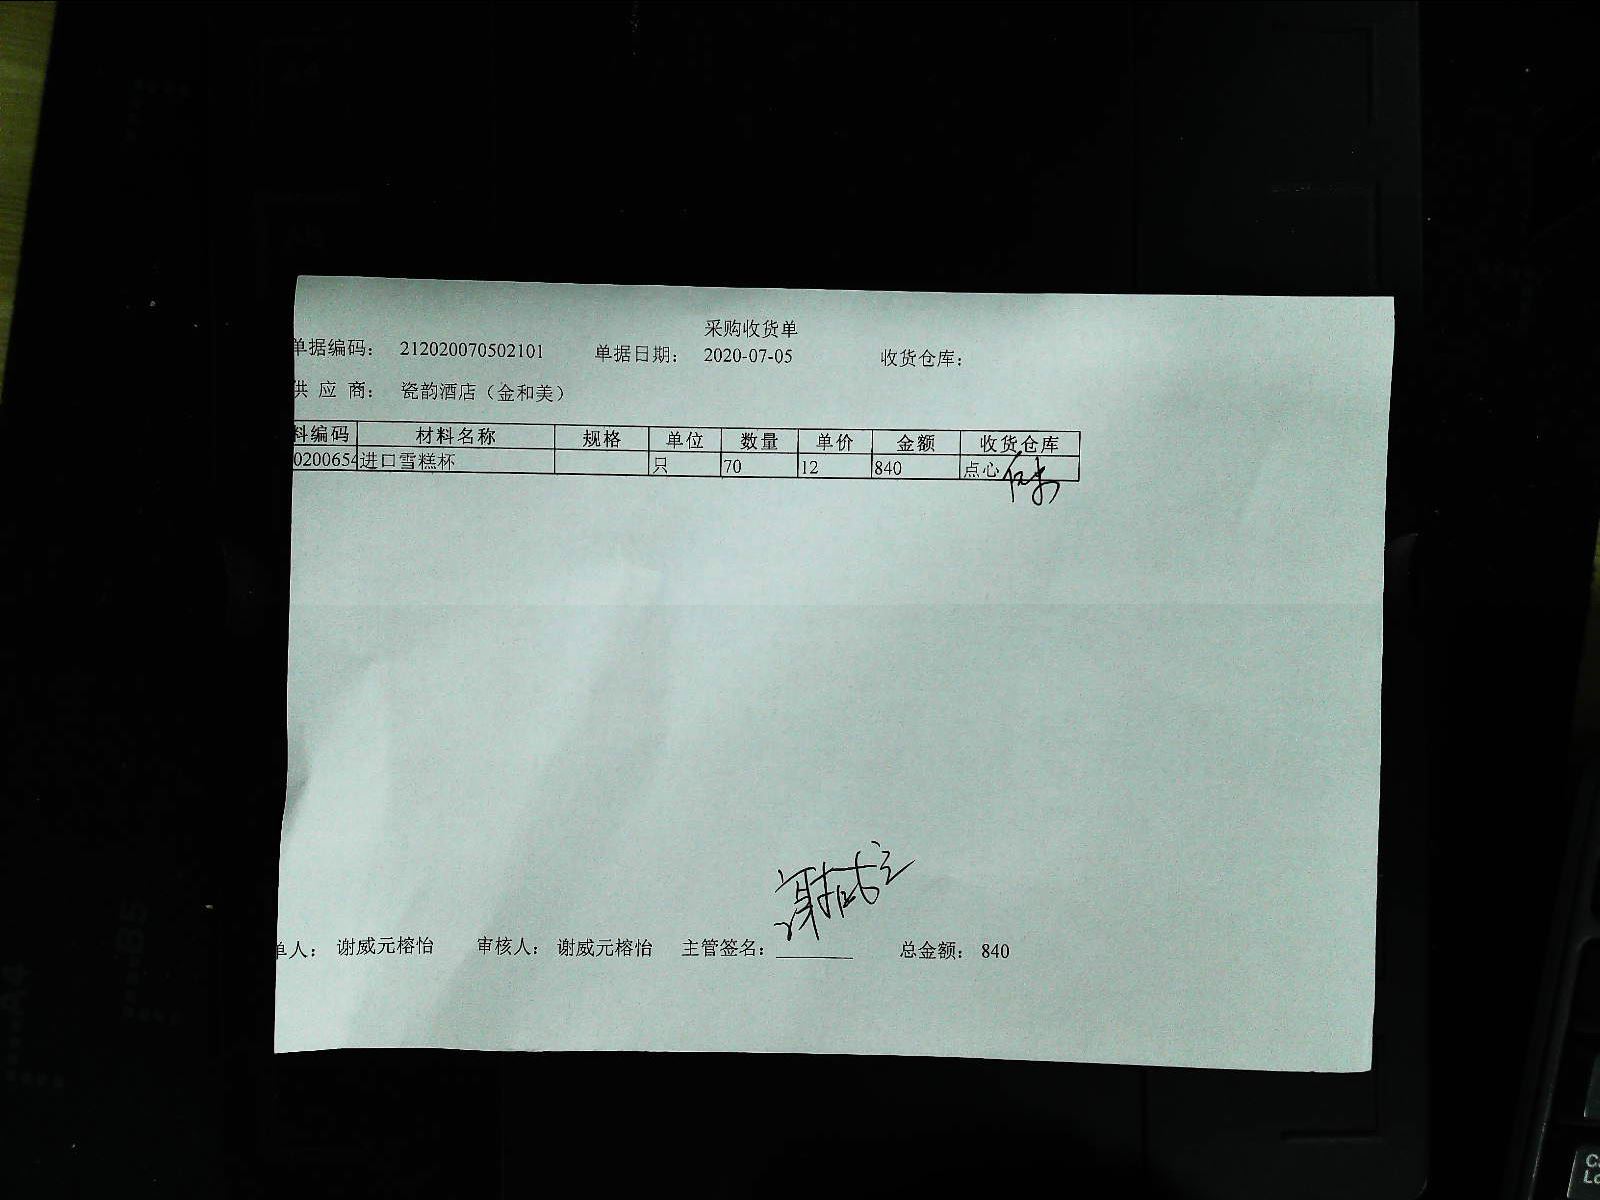 采购收货单
单据编码: 212020070502101 单据日期: 2020-07-05 收货仓库:
供 应 商: 瓷韵酒店（金和美）
料编码 材料名称 规格 单位 数量 单价 金额 收货仓库
0200654 进口雪糕杯 只 70 12 840 点心
单人: 谢威元榕怡 审核人: 谢威元榕怡 主管签名: 总金额: 840
A4
B5